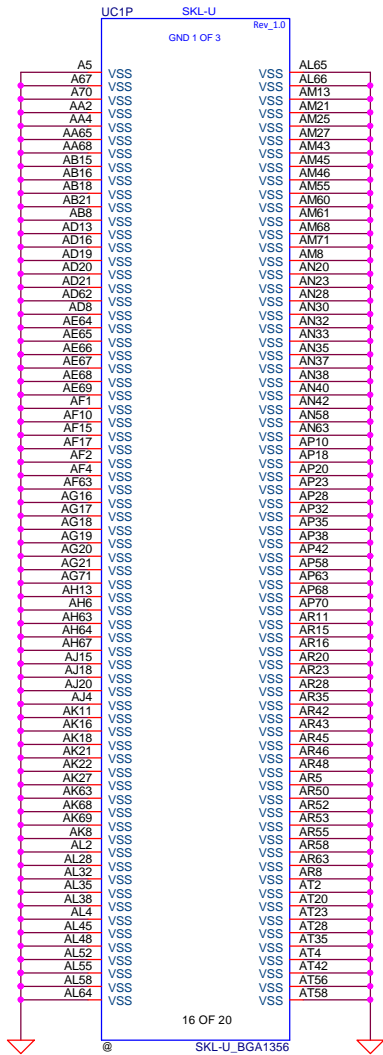 UC1P SKL-U
Rev_1.0
GND 1 OF 3
A5 VSS VSS AL65
A67 VSS VSS AL66
A70 VSS VSS AM13
AA2 VSS VSS AM21
AA4 VSS VSS AM25
AA65 VSS VSS AM27
AA68 VSS VSS AM43
AB15 VSS VSS AM45
AB16 VSS VSS AM46
AB18 VSS VSS AM55
AB21 VSS VSS AM60
AB8 VSS VSS AM61
AD13 VSS VSS AM68
AD16 VSS VSS AM71
AD19 VSS VSS AM8
AD20 VSS VSS AN20
AD21 VSS VSS AN23
AD62 VSS VSS AN28
AD8 VSS VSS AN30
AE64 VSS VSS AN32
AE65 VSS VSS AN33
AE66 VSS VSS AN35
AE67 VSS VSS AN37
AE68 VSS VSS AN38
AE69 VSS VSS AN40
AF1 VSS VSS AN42
AF10 VSS VSS AN58
AF15 VSS VSS AN63
AF17 VSS VSS AP10
AF2 VSS VSS AP18
AF4 VSS VSS AP20
AF63 VSS VSS AP23
AG16 VSS VSS AP28
AG17 VSS VSS AP32
AG18 VSS VSS AP35
AG19 VSS VSS AP38
AG20 VSS VSS AP42
AG21 VSS VSS AP58
AG71 VSS VSS AP63
AH13 VSS VSS AP68
AH6 VSS VSS AP70
AH63 VSS VSS AR11
AH64 VSS VSS AR15
AH67 VSS VSS AR16
AJ15 VSS VSS AR20
AJ18 VSS VSS AR23
AJ20 VSS VSS AR28
AJ4 VSS VSS AR35
AK11 VSS VSS AR42
AK16 VSS VSS AR43
AK18 VSS VSS AR45
AK21 VSS VSS AR46
AK22 VSS VSS AR48
AK27 VSS VSS AR5
AK63 VSS VSS AR50
AK68 VSS VSS AR52
AK69 VSS VSS AR53
AK8 VSS VSS AR55
AL2 VSS VSS AR58
AL28 VSS VSS AR63
AL32 VSS VSS AR8
AL35 VSS VSS AT2
AL38 VSS VSS AT20
AL4 VSS VSS AT23
AL45 VSS VSS AT28
AL48 VSS VSS AT35
AL52 VSS VSS AT4
AL55 VSS VSS AT42
AL58 VSS VSS AT56
AL64 VSS VSS AT58
16 OF 20
@ SKL-U_BGA1356